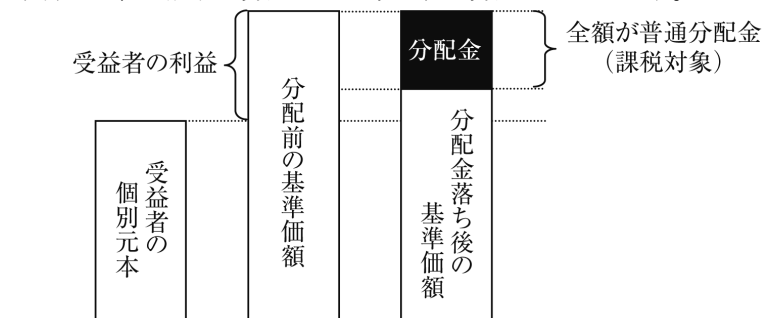 受益者の利益
分配金
全額が普通分配金
(課税対象)
受益者の
個別元本
分配前の基準価額
分配金落ち後の
基準価額